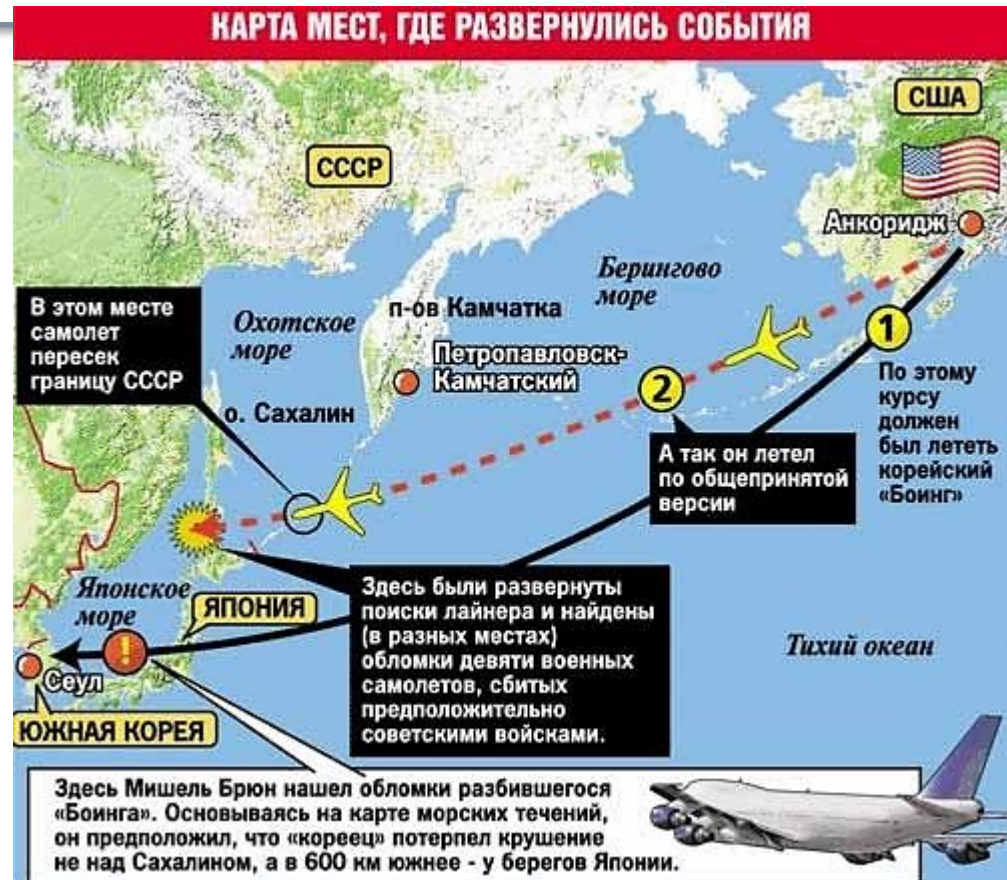 КАРТА МЕСТ, ГДЕ РАЗВЕРНУЛИСЬ СОБЫТИЯ
США
СССР
Анкоридж
Берингово
море
В этом месте
самолет
пересек
границу СССР
Охотское
море
п-ов Камчатка
Петропавловск-
Камчатский
о. Сахалин
1
По этому
курсу
должен
был лететь
корейский
«Боинг»
2
А так он летел
по общепринятой
версии
Здесь были развернуты
поиски лайнера и найдены
(в разных местах)
обломки девяти военных
самолетов, сбитых
предположительно
советскими войсками.
Японское
море
ЯПОНИЯ
!
Сеул
ЮЖНАЯ КОРЕЯ
Тихий океан
Здесь Мишель Брюн нашел обломки разбившегося
«Боинга». Основываясь на карте морских течений,
он предположил, что «кореец» потерпел крушение
не над Сахалином, а в 600 км южнее - у берегов Японии.